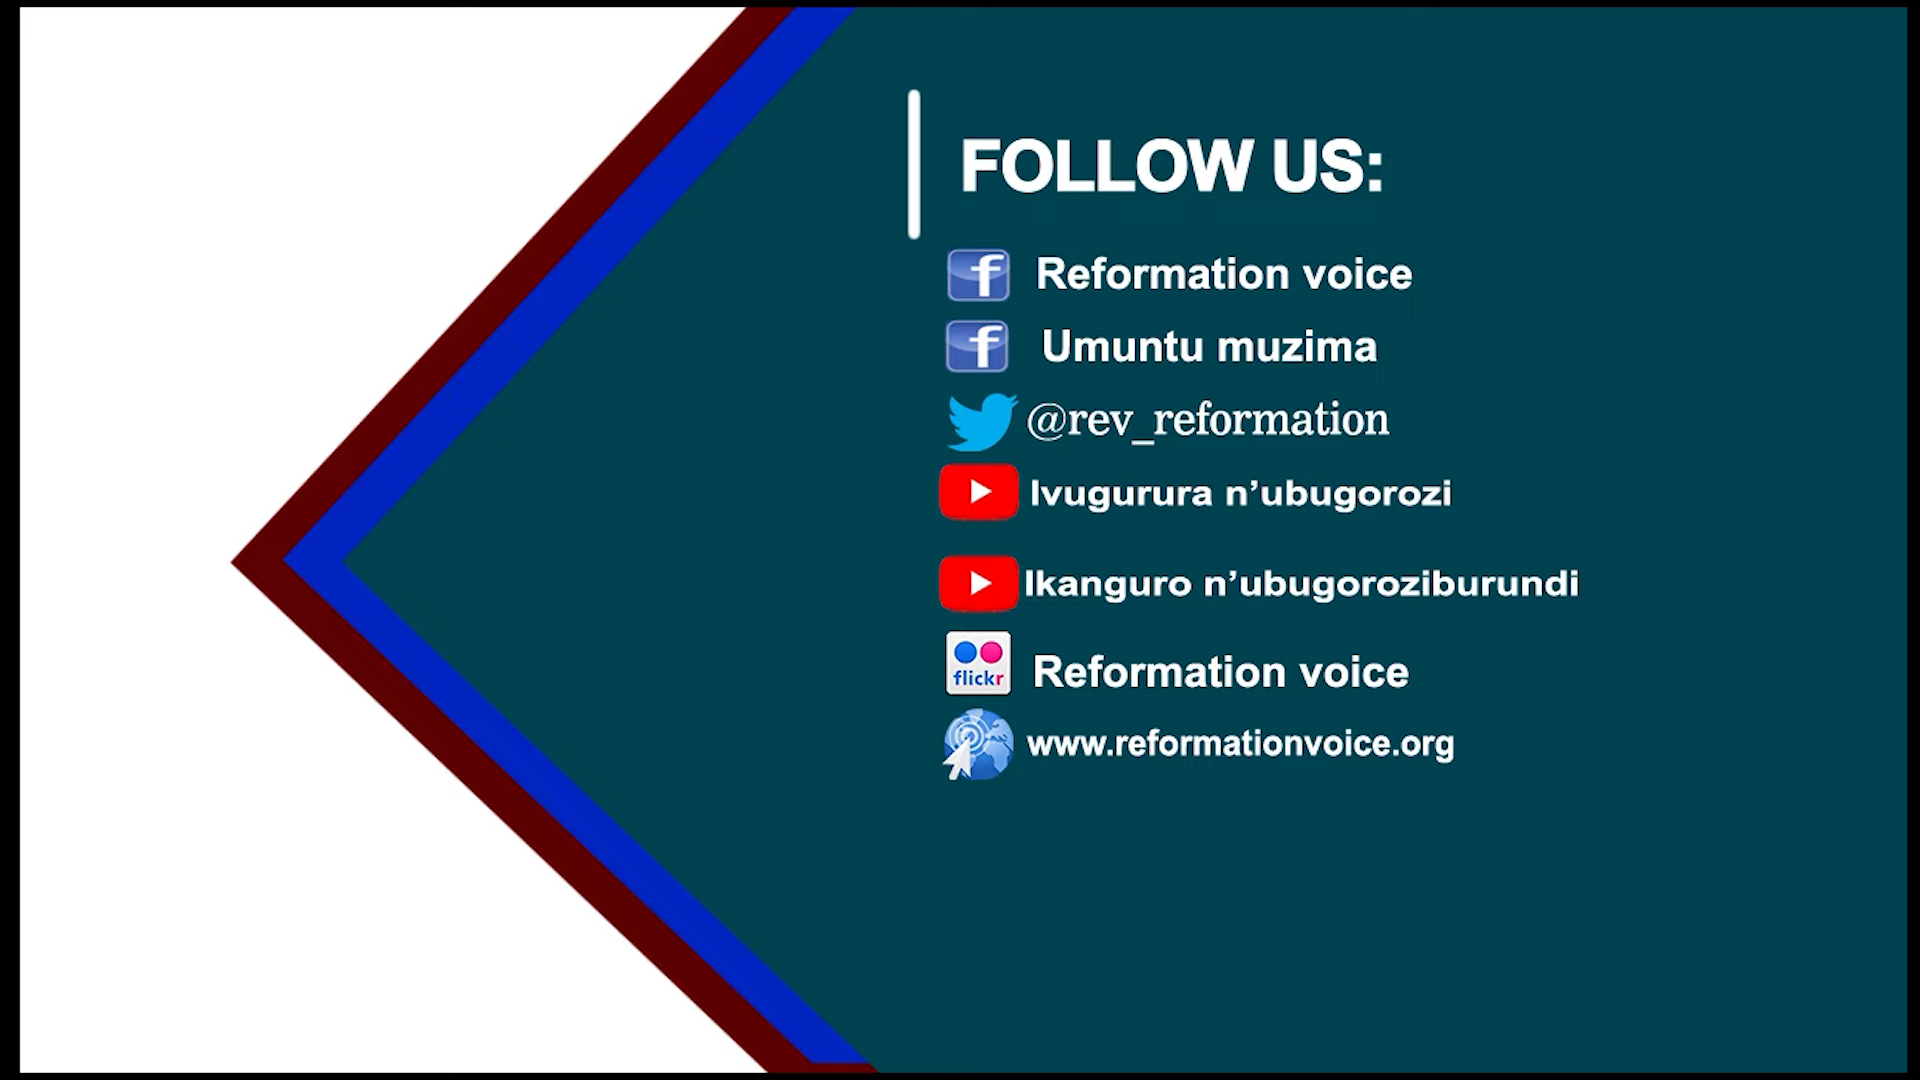 FOLLOW US:
f Reformation voice
f Umuntu muzima
@rev_reformation
Ivugurura n’ubugorozi
Ikanguro n’ubugoroziburundi
flickr Reformation voice
www.reformationvoice.org